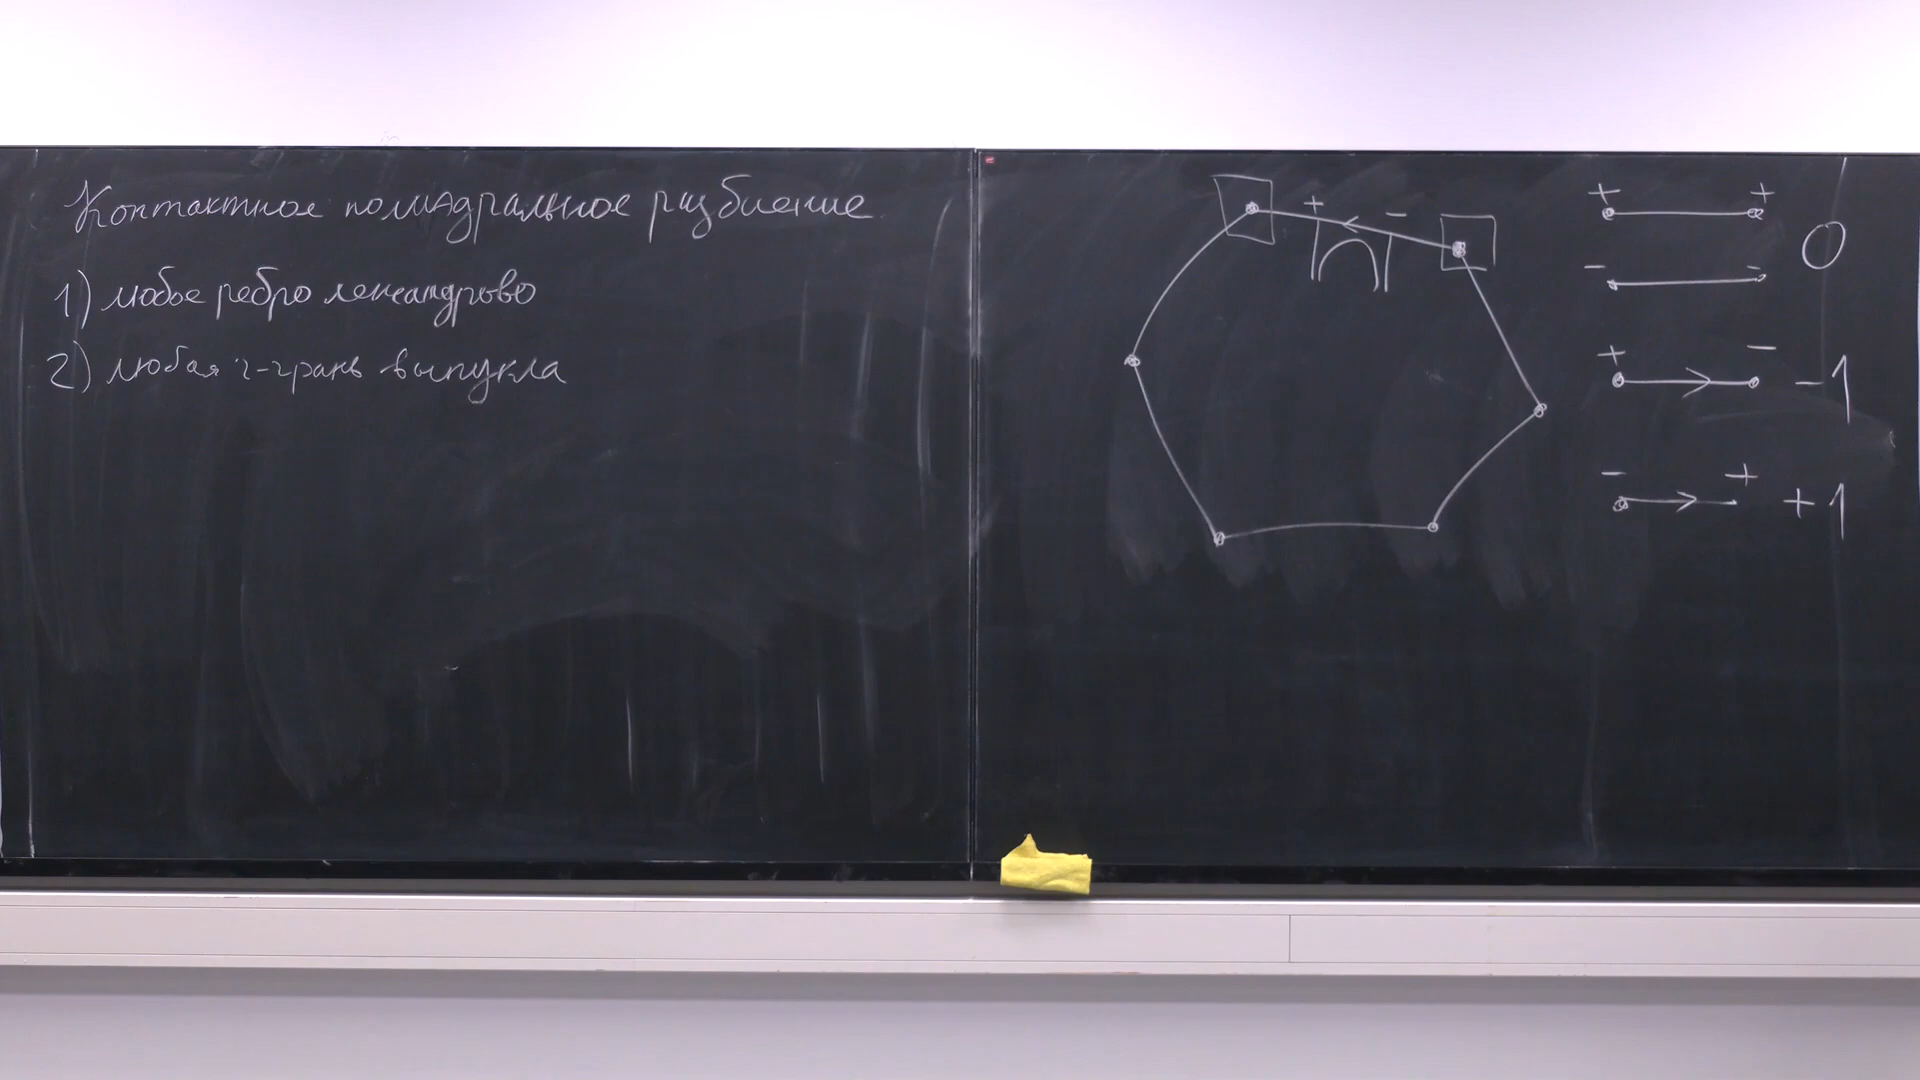 Контактное полиэдральное разбиение
1) любое ребро лежандрово
2) любая 2-грань выпукла
+ -
+ +
- -
0
+ - -1
- + +1